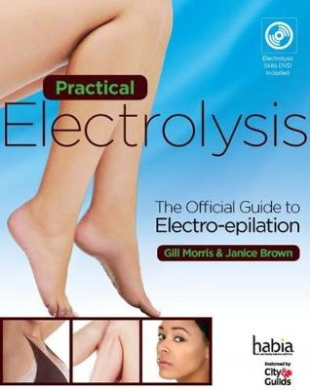 Electrolysis
Skills DVD
included
Practical
Electrolysis
The Official Guide to
Electro-epilation
Gill Morris & Janice Brown
habia
Endorsed by
City&
Guilds